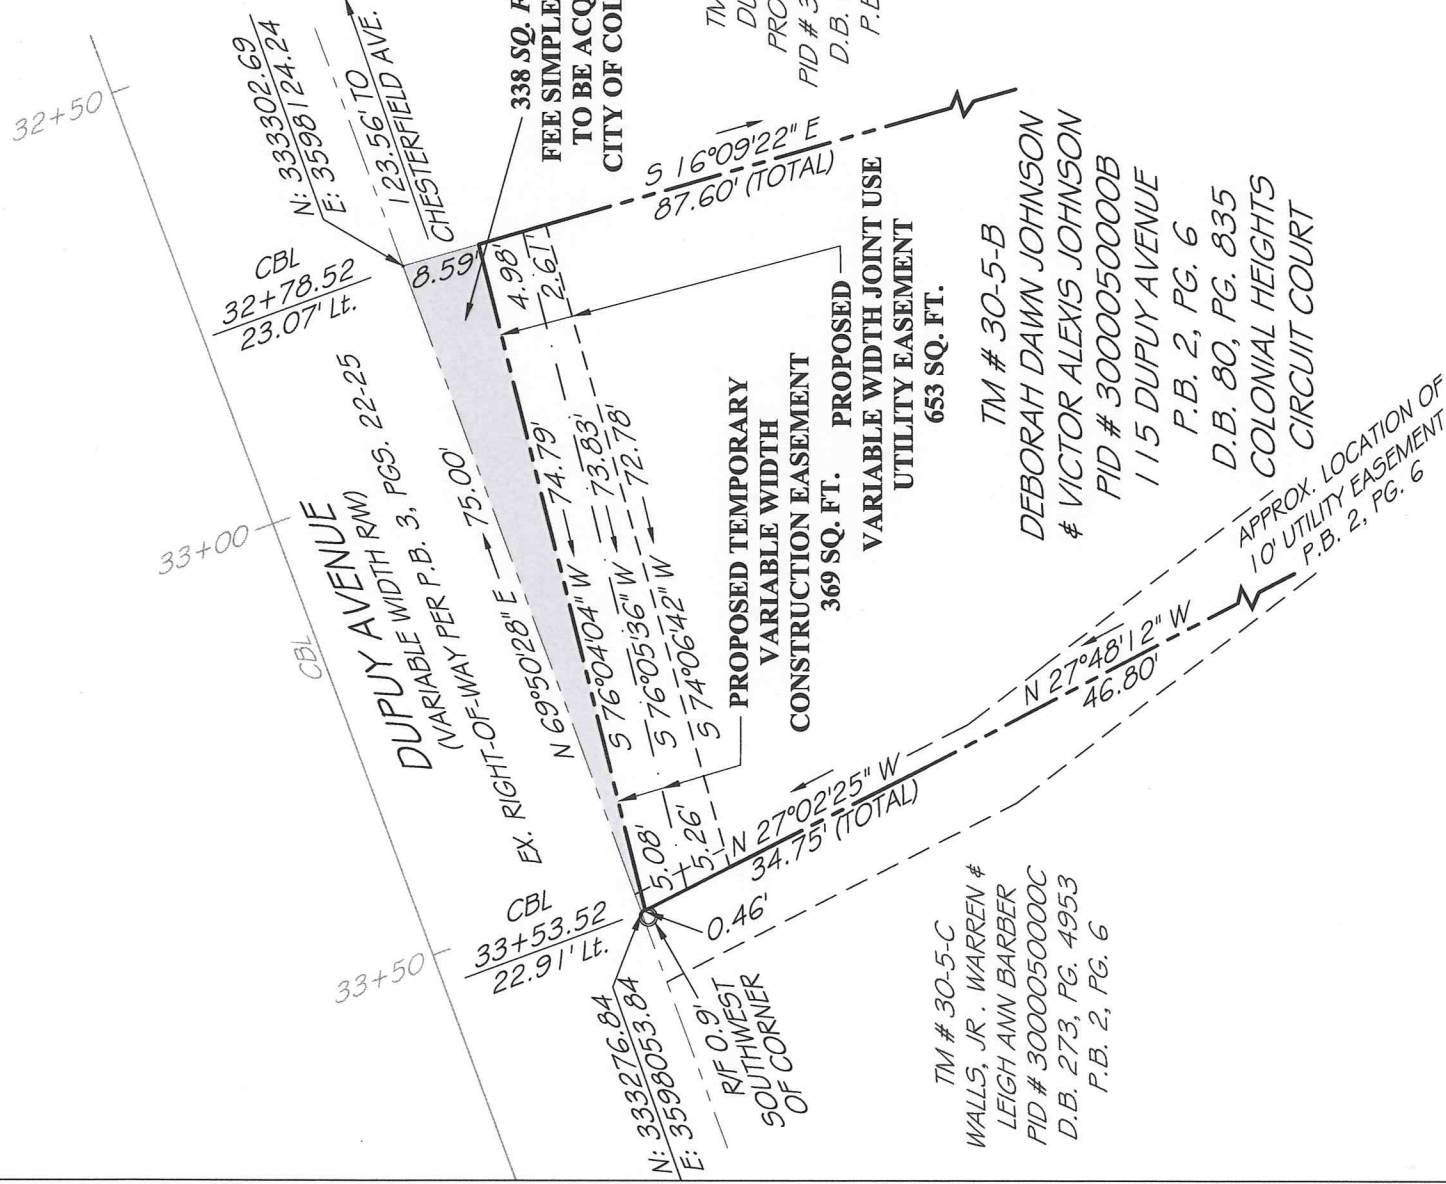 32+50
N: 333302.69
E: 3598124.24
123.56' TO
CHESTERFIELD AVE.
338 SQ.
FEE SIMPLE
TO BE
CITY OF
TM
PID #
D.B.
CBL
32+78.52
23.07' Lt.
8.59'
4.98'
2.61'
S 16°09'22" E
87.60' (TOTAL)
33+00
CBL
DUPUY AVENUE
(VARIABLE WIDTH R/W)
(VARIABLE PER P.B. 3, PGS. 22-25
EX. RIGHT-OF-WAY
N 69°50'28" E
75.00'
S 76°04'04" W
74.79'
S 76°05'36" W
73.83'
S 74°06'42" W
72.78'
PROPOSED TEMPORARY
VARIABLE WIDTH
CONSTRUCTION EASEMENT
369 SQ. FT.
PROPOSED
VARIABLE WIDTH JOINT USE
UTILITY EASEMENT
653 SQ. FT.
TM # 30-5-B
DEBORAH DAWN JOHNSON
& VICTOR ALEXIS JOHNSON
PID # 3000050000B
115 DUPUY AVENUE
P.B. 2, PG. 6
D.B. 80, PG. 835
COLONIAL HEIGHTS
CIRCUIT COURT
APPROX. LOCATION OF
10' UTILITY EASEMENT
P.B. 2, PG. 6
N 27°48'12" W
46.80'
N 27°02'25" W
34.75' (TOTAL)
5.08'
5.26'
0.46'
CBL
33+53.52
22.91' Lt.
33+50
N: 333276.84
E: 3598053.84
R/F 0.9'
SOUTHWEST
OF CORNER
TM # 30-5-C
WALLS, JR. WARREN &
LEIGH ANN BARBER
PID # 3000050000C
D.B. 273, PG. 4953
P.B. 2, PG. 6